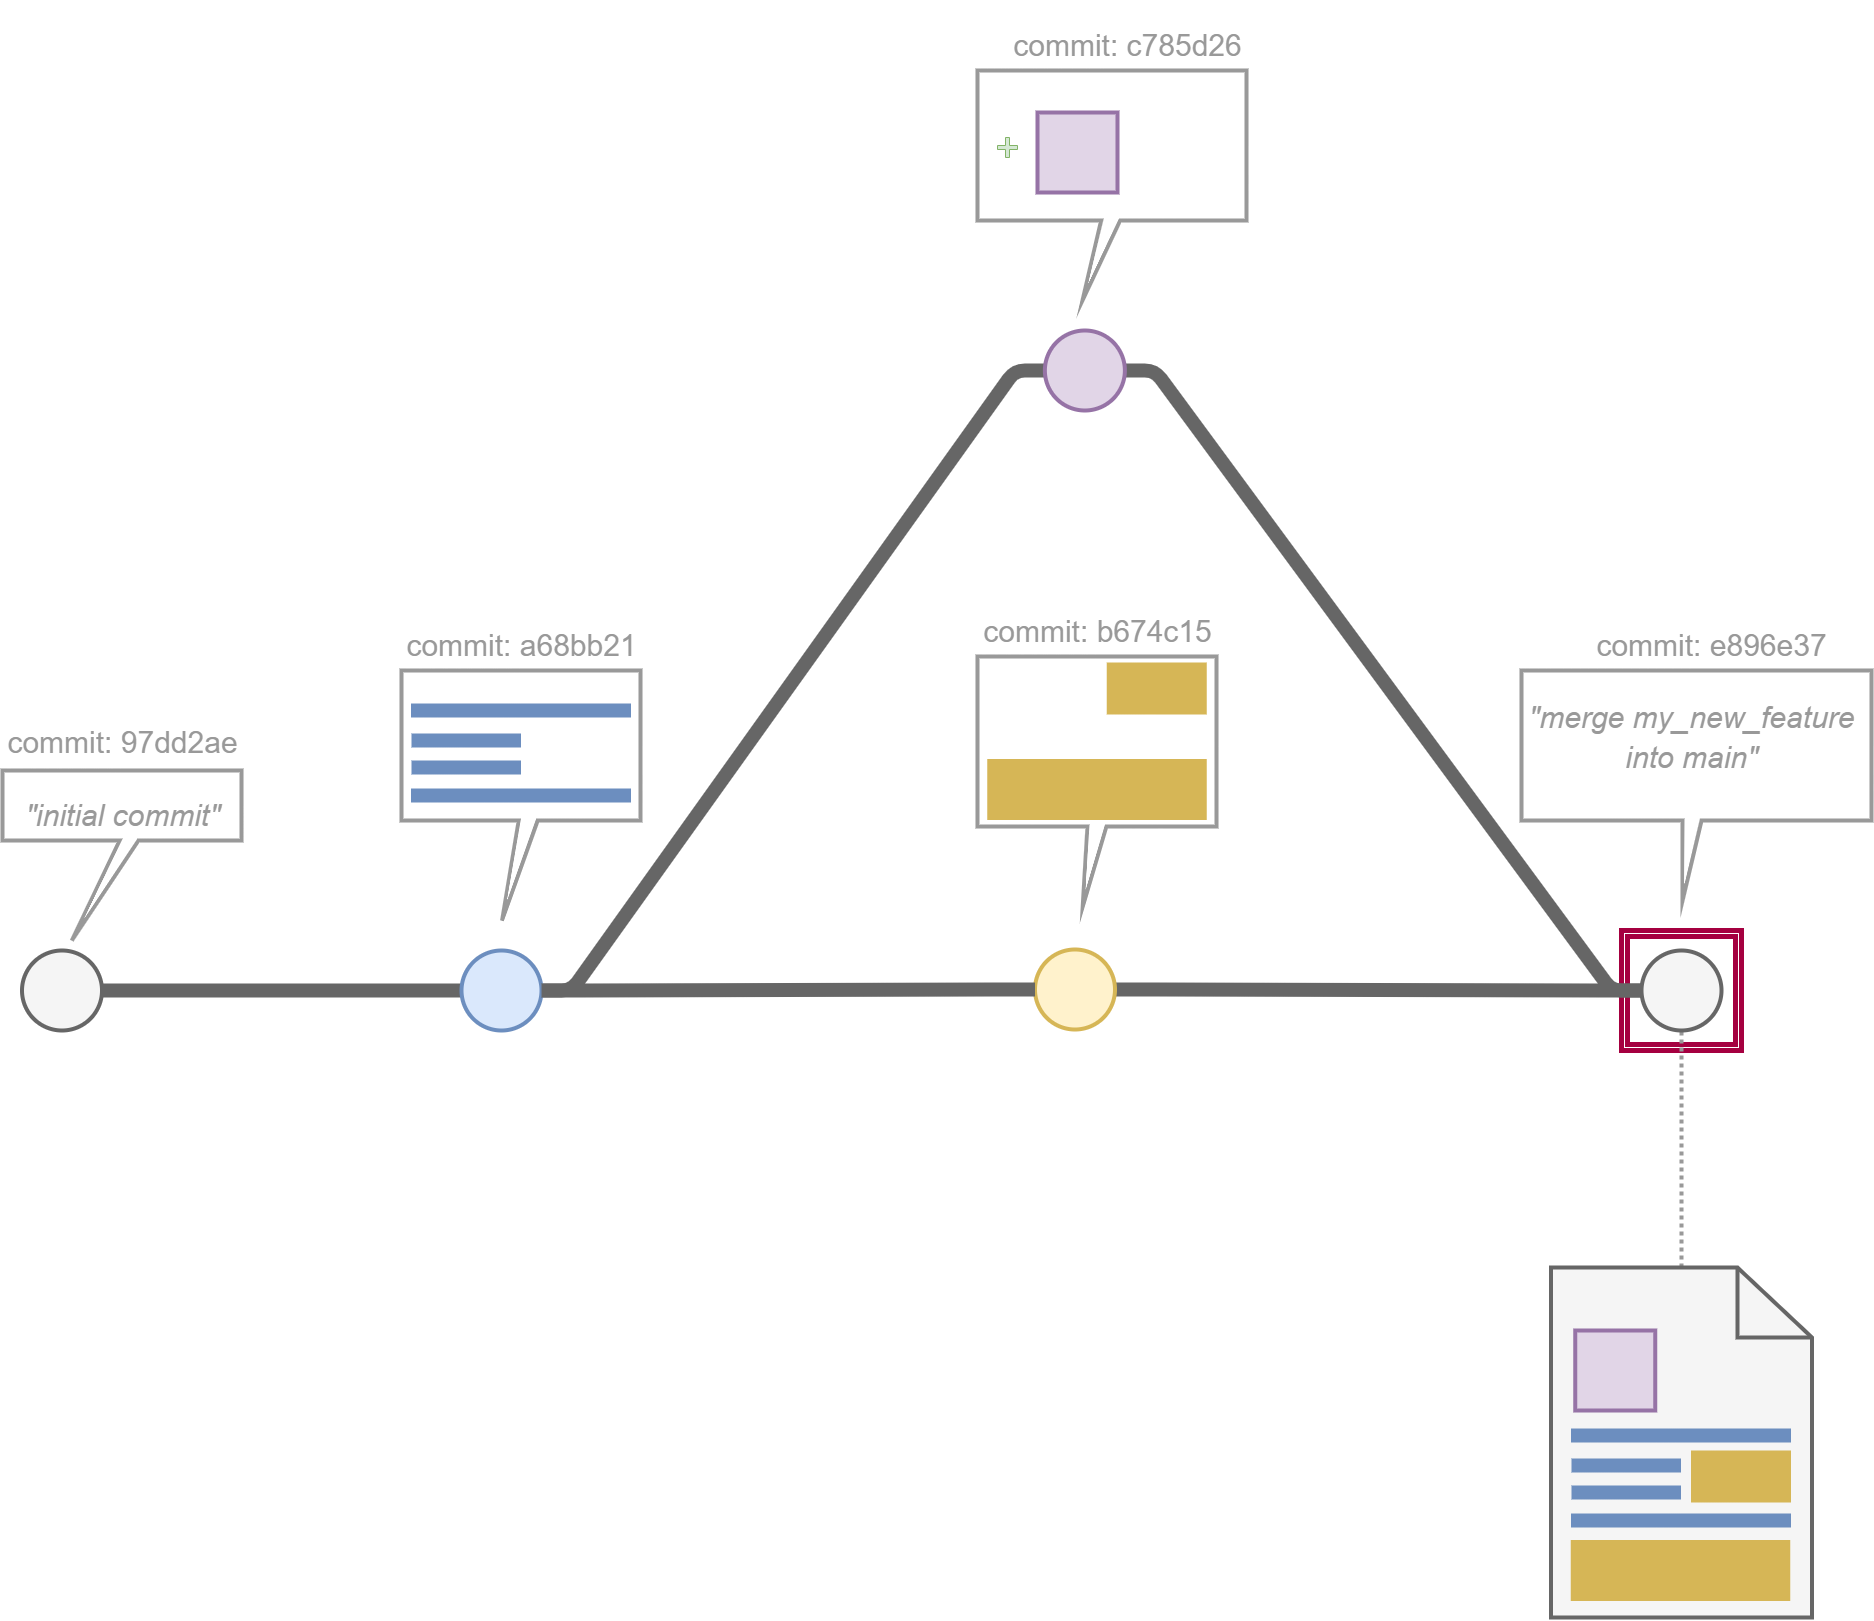 commit: c785d26
commit: b674c15
commit: a68bb21
commit: e896e37
"merge my_new_feature
into main"
commit: 97dd2ae
"initial commit"